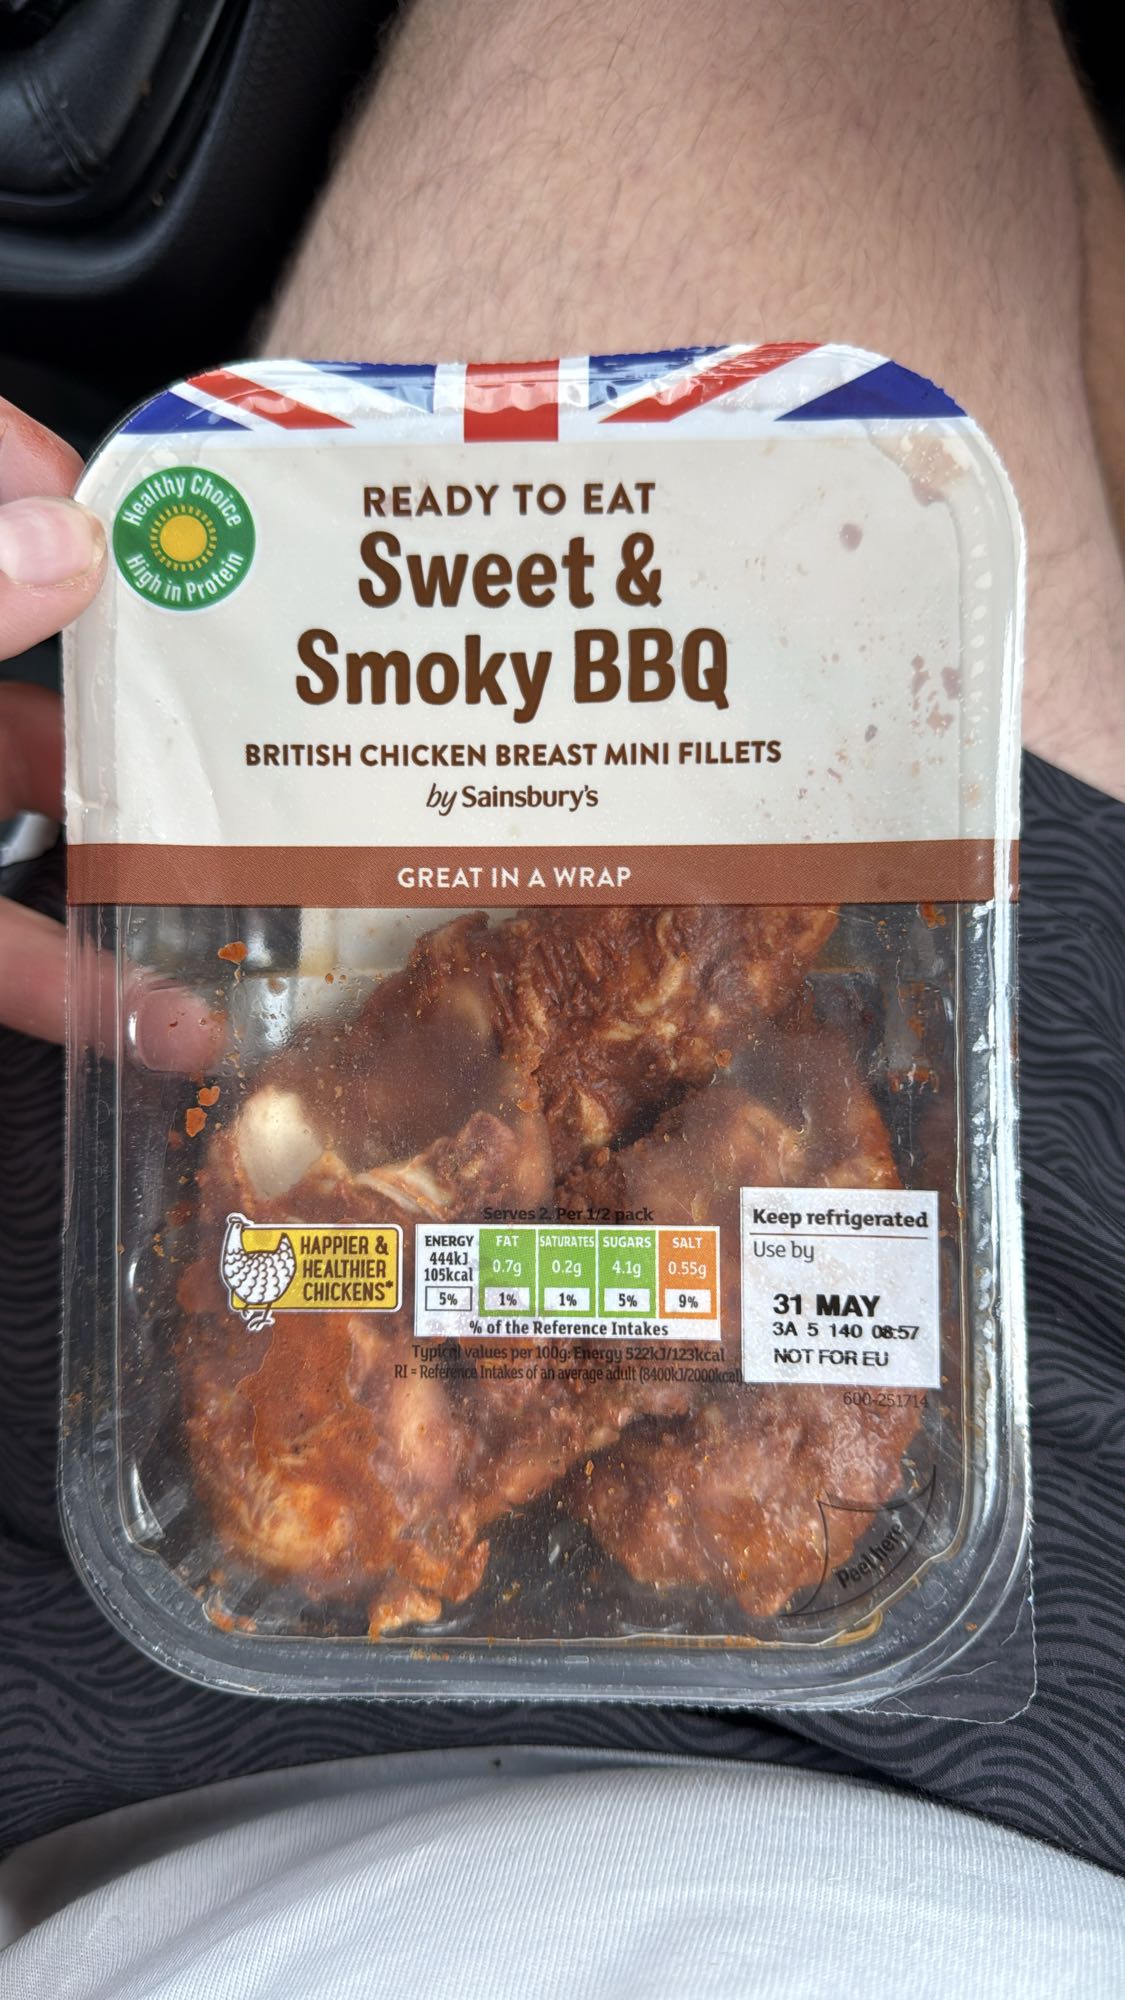 Healthy Choice
High in Protein
READY TO EAT
Sweet &
Smoky BBQ
BRITISH CHICKEN BREAST MINI FILLETS
by Sainsbury's
GREAT IN A WRAP
HAPPIER &
HEALTHIER
CHICKENS*
Serves 2. Per 1/2 pack
ENERGY FAT SATURATES SUGARS SALT
444kJ
105kcal 0.7g 0.2g 4.1g 0.55g
5% 1% 1% 5% 9%
% of the Reference Intakes
Typical values per 100g: Energy 522kJ/123kcal
RI = Reference Intakes of an average adult (8400kJ/2000kcal)
Keep refrigerated
Use by
31 MAY
3A 5 140 08:57
NOT FOR EU
600-251714
Peel here